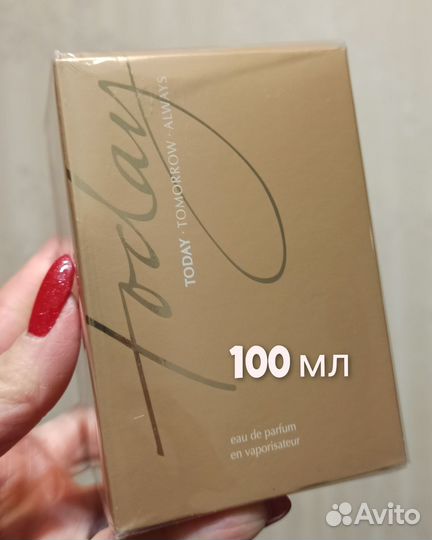 today
TODAY · TOMORROW · ALWAYS
100 мл
eau de parfum
en vaporisateur
Avito